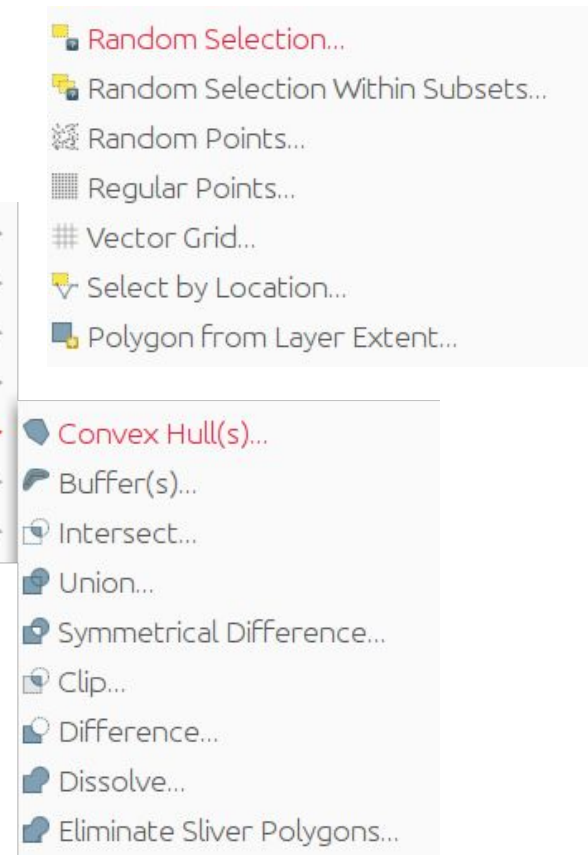 Random Selection...
Random Selection Within Subsets...
Random Points...
Regular Points...
Vector Grid...
Select by Location...
Polygon from Layer Extent...
Convex Hull(s)...
Buffer(s)...
Intersect...
Union...
Symmetrical Difference...
Clip...
Difference...
Dissolve...
Eliminate Sliver Polygons...